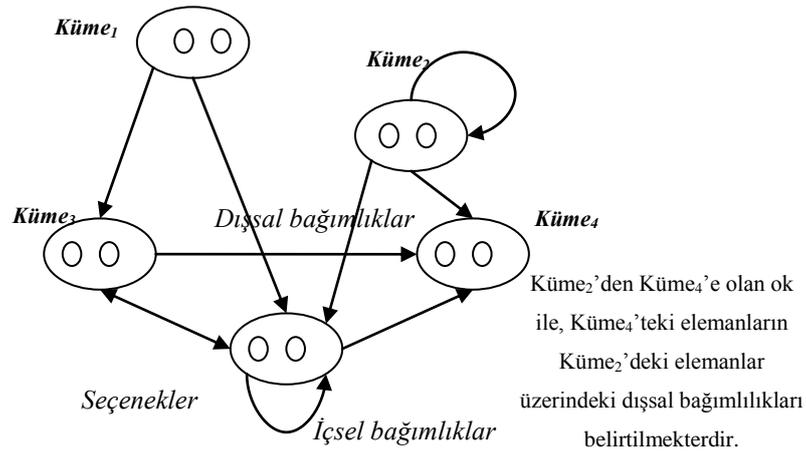 Küme₁
Küme₂
Küme₃
Dışsal bağımlıklar
Küme₄
Küme₂’den Küme₄’e olan ok
ile, Küme₄’teki elemanların
Küme₂’deki elemanlar
üzerindeki dışsal bağımlılıkları
belirtilmekterdir.
Seçenekler
İçsel bağımlıklar